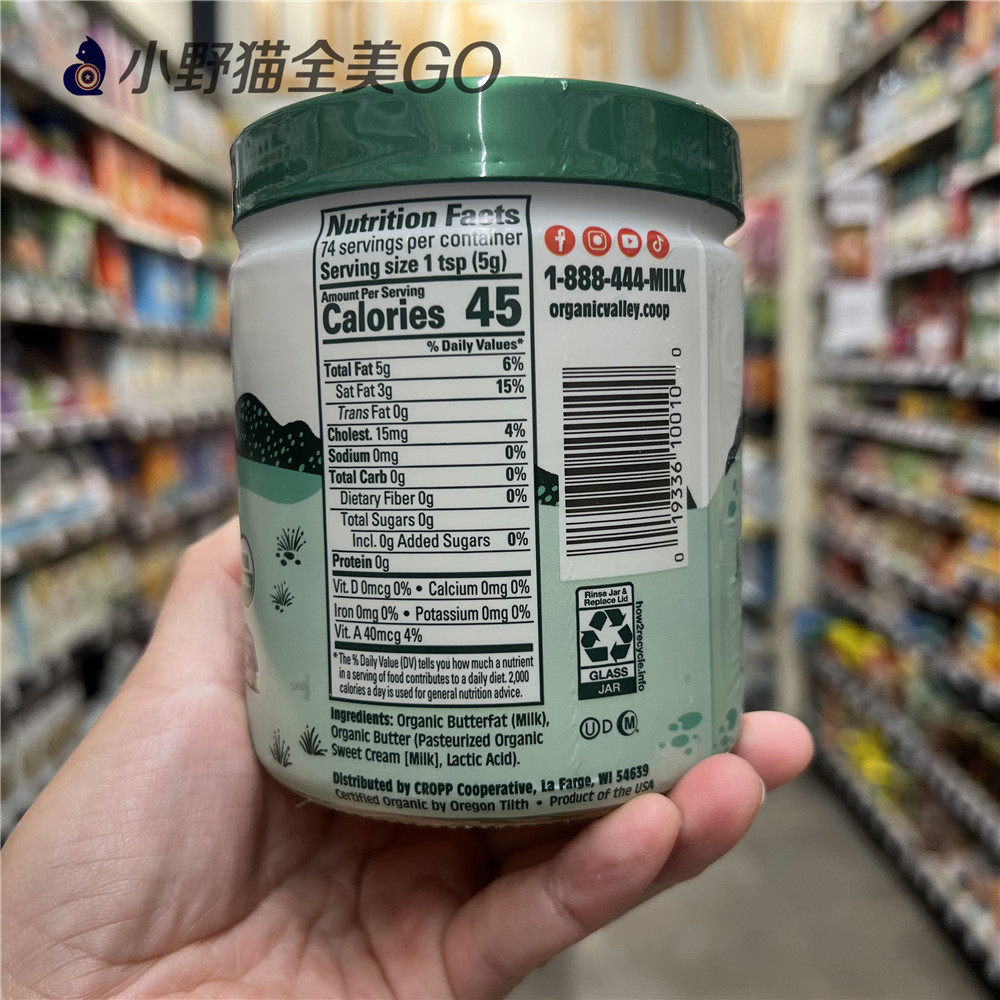 小野猫全美GO
Nutrition Facts
74 servings per container
Serving size 1 tsp (5g)
Amount Per Serving
Calories 45
% Daily Values*
Total Fat 5g 6%
Sat Fat 3g 15%
Trans Fat 0g
Cholest. 15mg 4%
Sodium 0mg 0%
Total Carb 0g 0%
Dietary Fiber 0g 0%
Total Sugars 0g
Incl. 0g Added Sugars 0%
Protein 0g
Vit. D 0mcg 0% • Calcium 0mg 0%
Iron 0mg 0% • Potassium 0mg 0%
Vit. A 40mcg 4%
*The % Daily Value (DV) tells you how much a nutrient
in a serving of food contributes to a daily diet. 2,000
calories a day is used for general nutrition advice.
Ingredients: Organic Butterfat (Milk),
Organic Butter (Pasteurized Organic
Sweet Cream [Milk], Lactic Acid).
Distributed by CROPP Cooperative, La Farge, WI 54639
Certified Organic by Oregon Tilth • Product of the USA
1-888-444-MILK
organicvalley.coop
0 19336 10010 0
Rinse Jar &
Replace Lid
GLASS
JAR
how2recycle.info
U D M